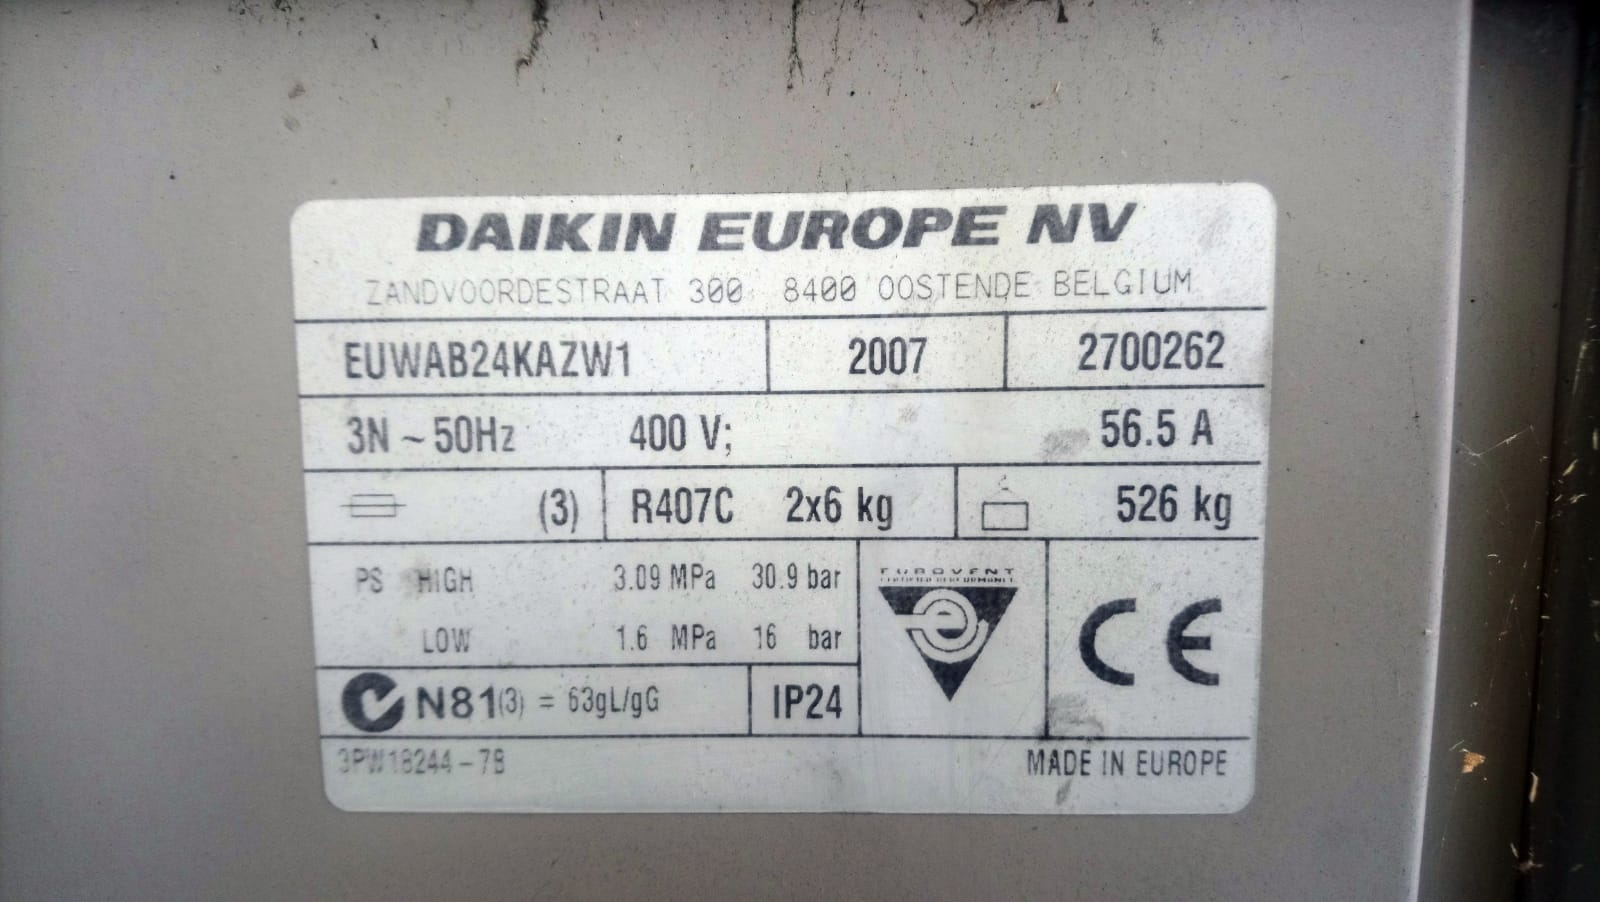 DAIKIN EUROPE NV
ZANDVOORDESTRAAT 300 8400 OOSTENDE BELGIUM
EUWAB24KAZW1 2007 2700262
3N ~ 50Hz 400 V; 56.5 A
(3) R407C 2x6 kg 526 kg
PS HIGH 3.09 MPa 30.9 bar
LOW 1.6 MPa 16 bar
EUROVENT
CERTIFIED PERFORMANCE
CE
N81(3) = 63gL/gG IP24
3PW18244-7B MADE IN EUROPE